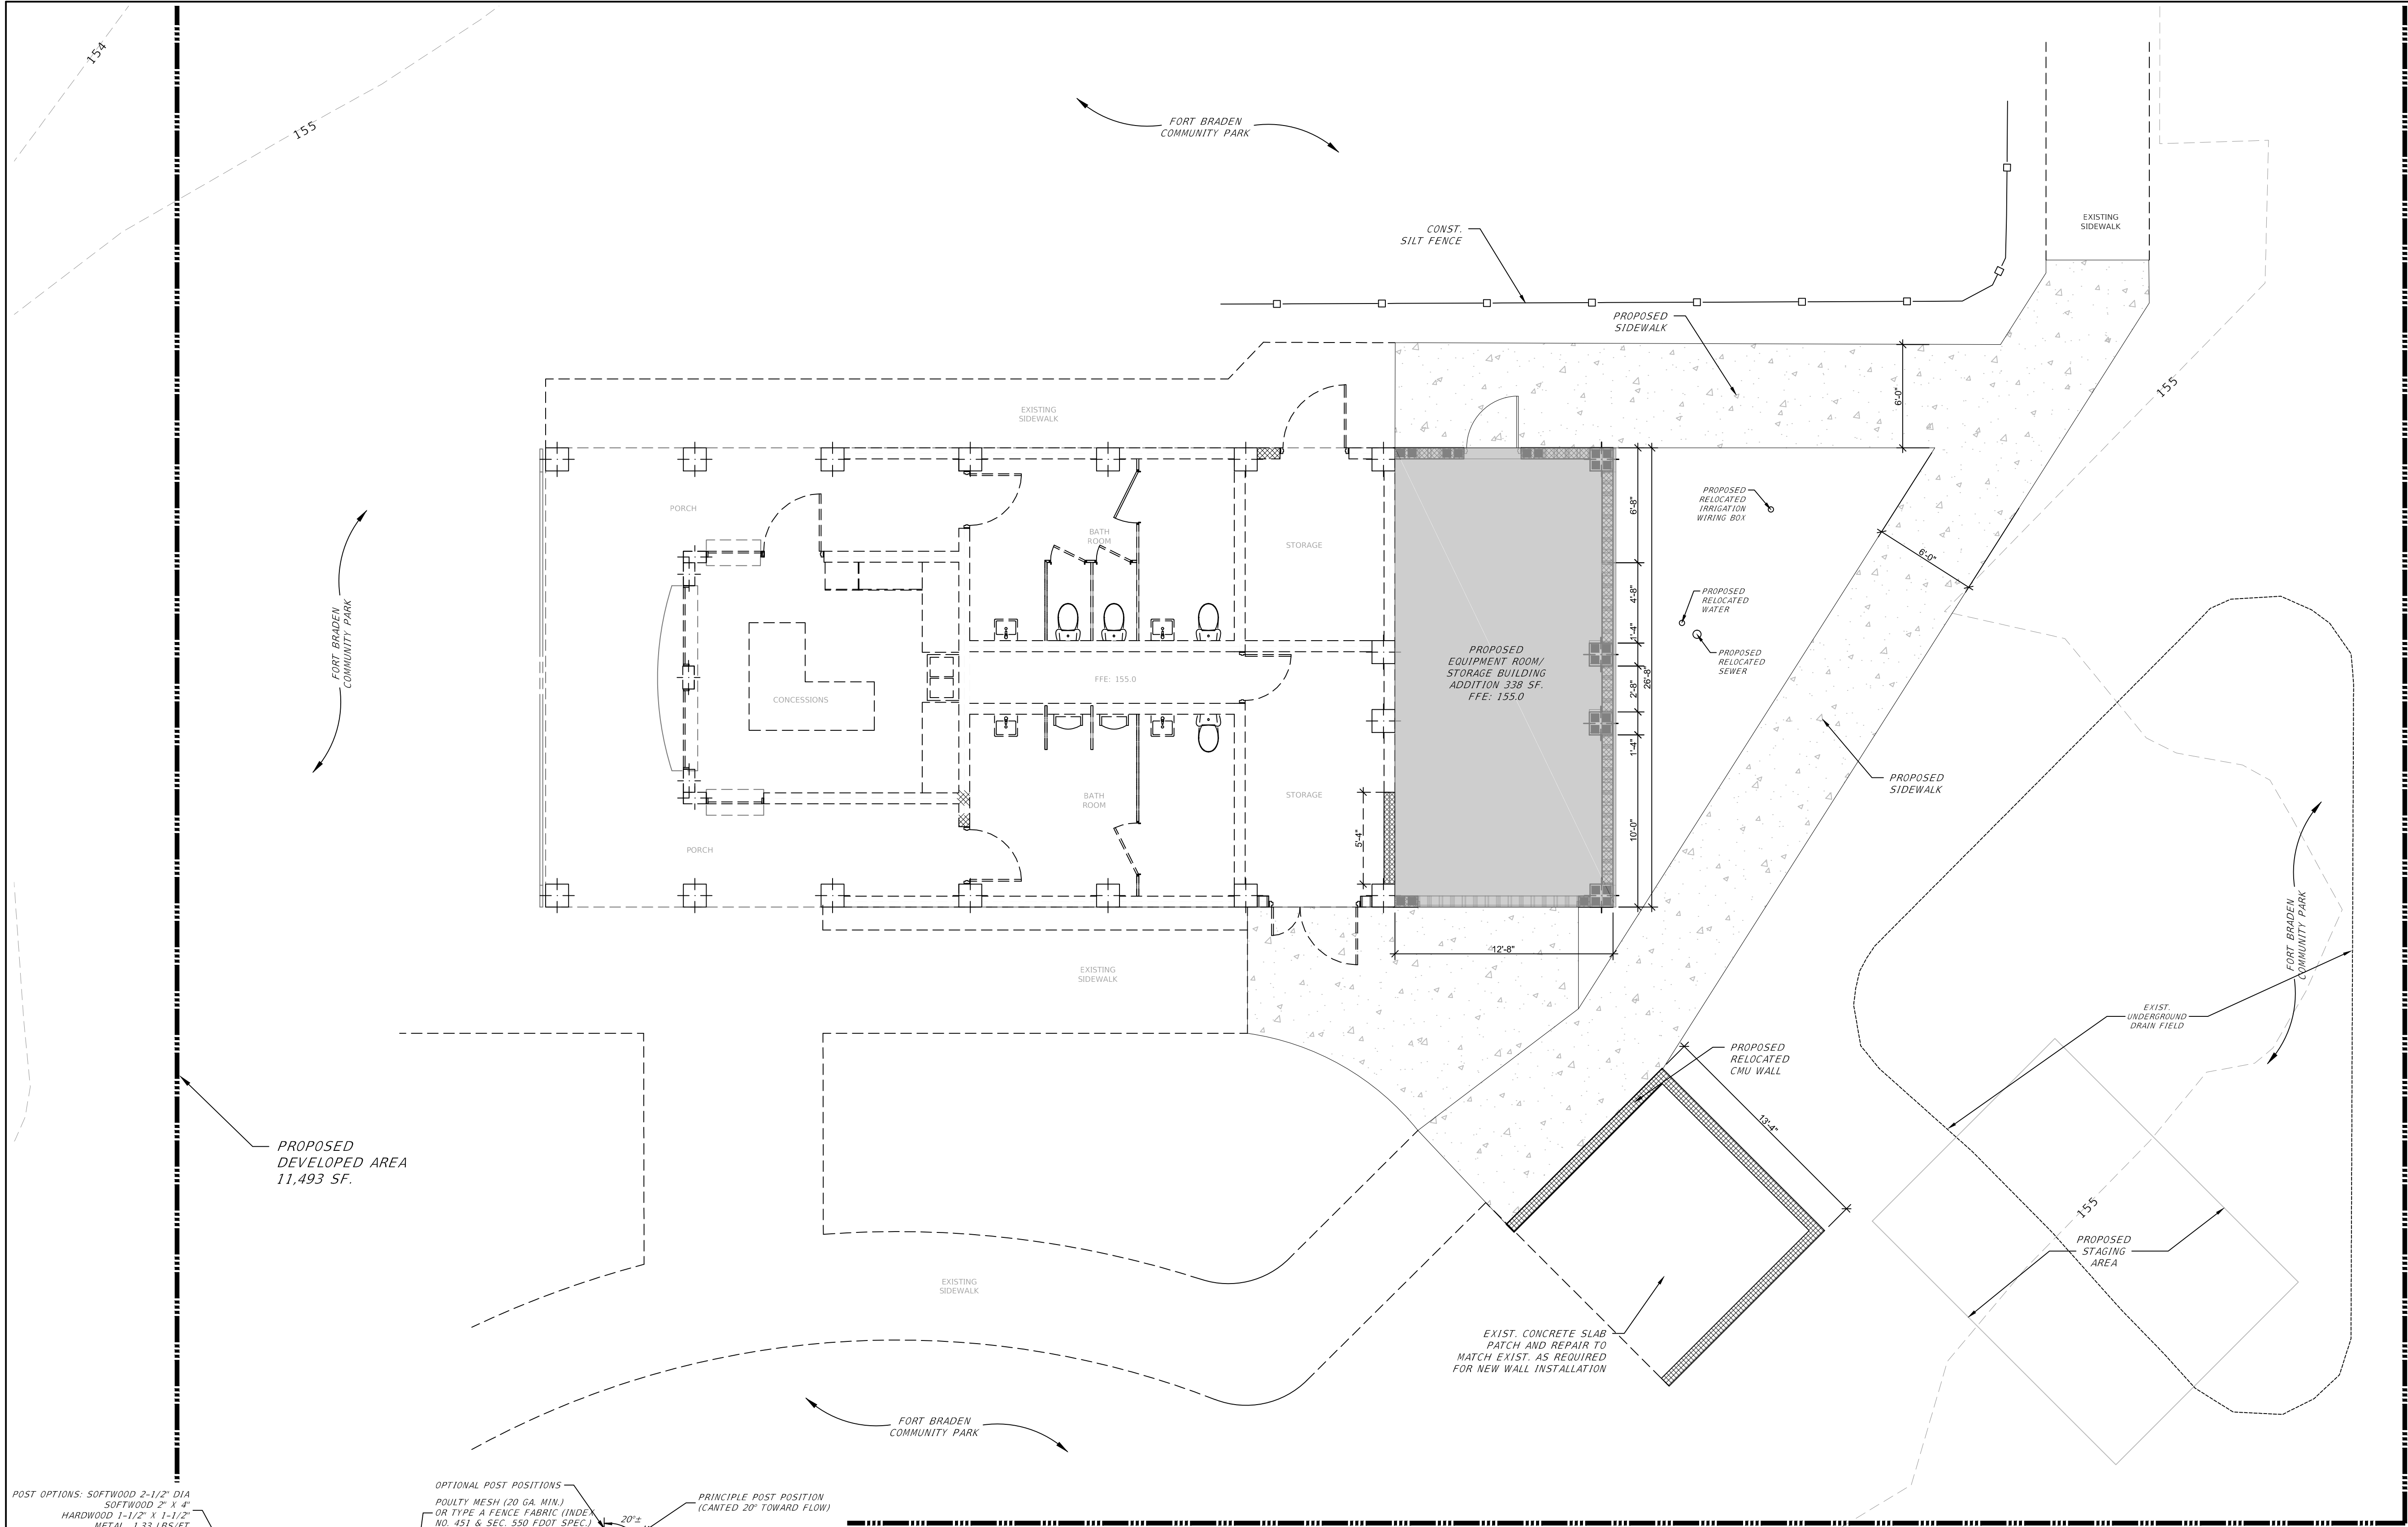 154
155
FORT BRADEN
COMMUNITY PARK
CONST.
SILT FENCE
EXISTING
SIDEWALK
PROPOSED
SIDEWALK
6'-0"
155
EXISTING
SIDEWALK
PORCH
BATH
ROOM
STORAGE
6'-8"
PROPOSED
RELOCATED
IRRIGATION
WIRING BOX
6'-0"
4'-8"
PROPOSED
RELOCATED
WATER
1'-4"
FORT BRADEN
COMMUNITY PARK
CONCESSIONS
FFE: 155.0
PROPOSED
EQUIPMENT ROOM/
STORAGE BUILDING
ADDITION 338 SF.
FFE: 155.0
2'-8"
26'-8"
PROPOSED
RELOCATED
SEWER
1'-4"
PROPOSED
SIDEWALK
BATH
ROOM
STORAGE
5'-4"
10'-0"
PORCH
12'-8"
EXISTING
SIDEWALK
FORT BRADEN
COMMUNITY PARK
EXIST.
UNDERGROUND
DRAIN FIELD
PROPOSED
RELOCATED
CMU WALL
13'-4"
PROPOSED
DEVELOPED AREA
11,493 SF.
155
PROPOSED
STAGING
AREA
EXISTING
SIDEWALK
EXIST. CONCRETE SLAB
PATCH AND REPAIR TO
MATCH EXIST. AS REQUIRED
FOR NEW WALL INSTALLATION
FORT BRADEN
COMMUNITY PARK
POST OPTIONS: SOFTWOOD 2-1/2" DIA
SOFTWOOD 2" X 4"
HARDWOOD 1-1/2" X 1-1/2"
METAL 1.33 LBS/FT
OPTIONAL POST POSITIONS
POULTY MESH (20 GA. MIN.)
OR TYPE A FENCE FABRIC (INDEX
NO. 451 & SEC. 550 FDOT SPEC.)
20°±
PRINCIPLE POST POSITION
(CANTED 20° TOWARD FLOW)